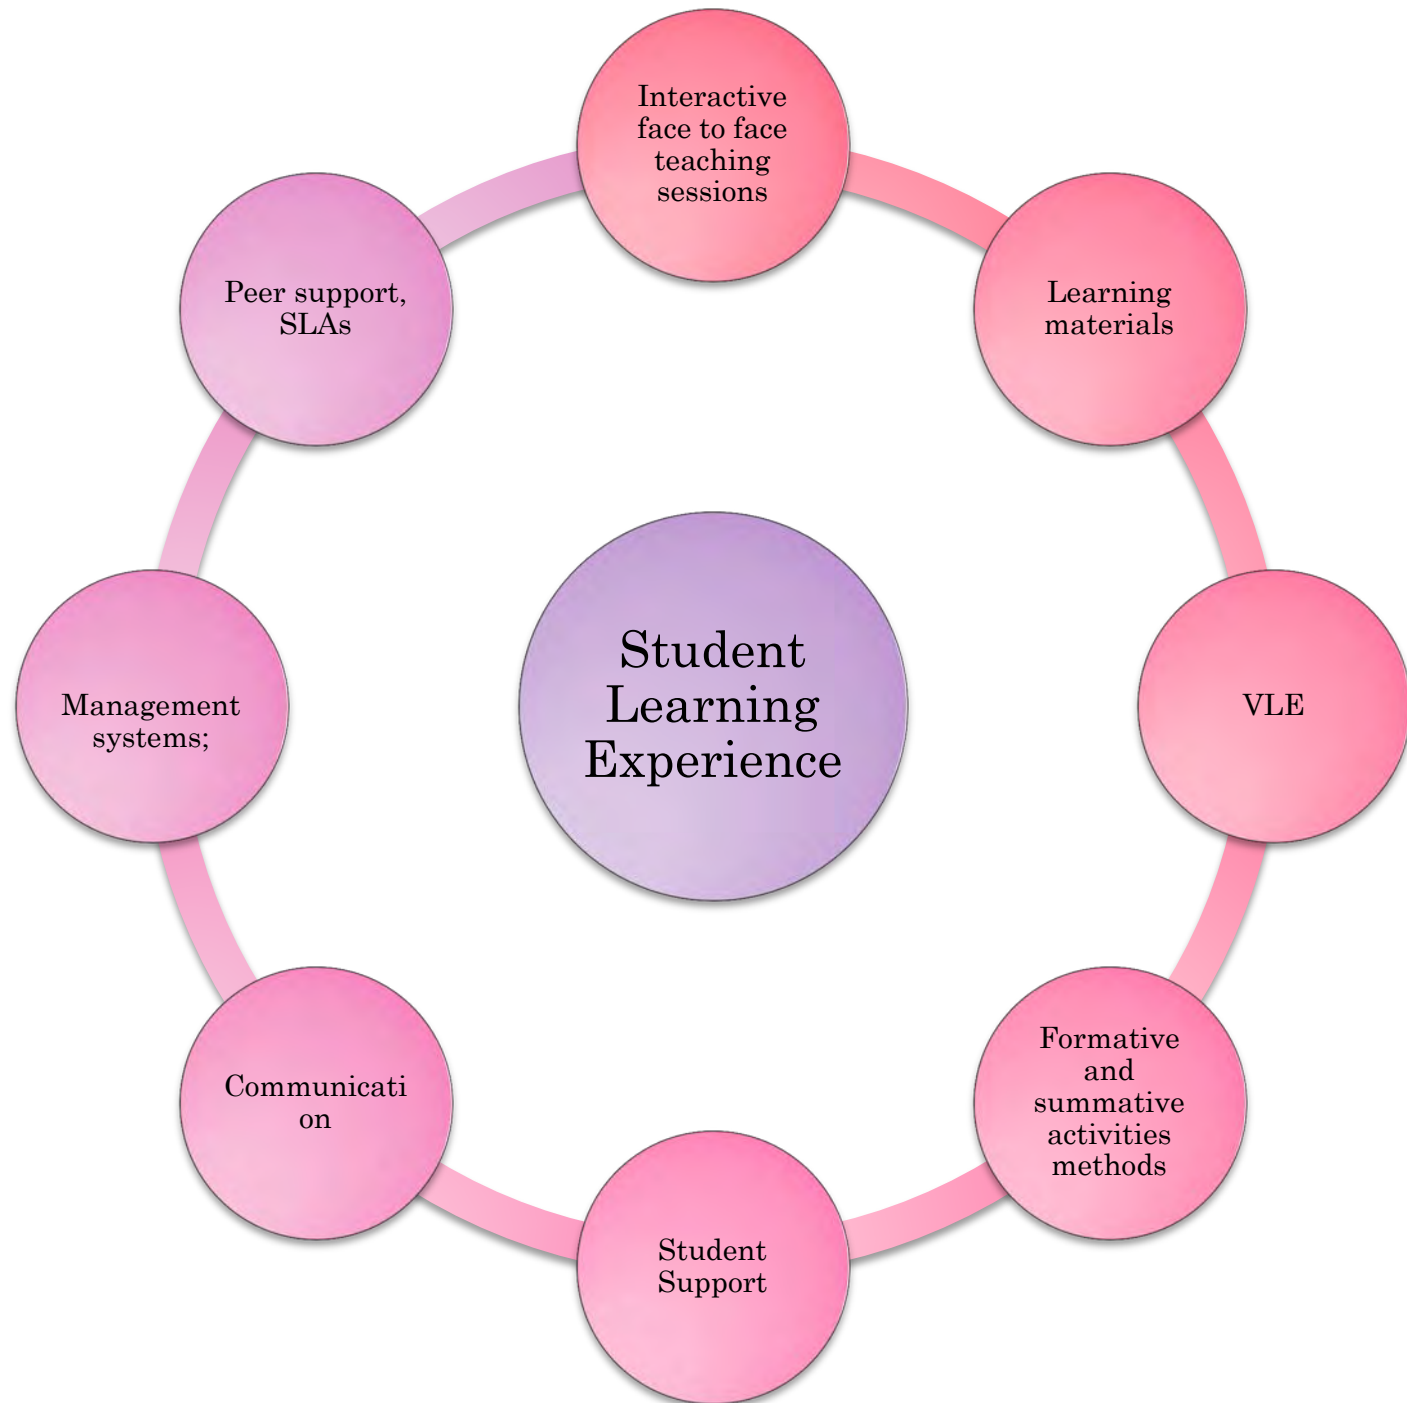 Interactive
face to face
teaching
sessions
Learning
materials
VLE
Formative
and
summative
activities
methods
Student
Support
Communicati
on
Management
systems;
Peer support,
SLAs
Student
Learning
Experience